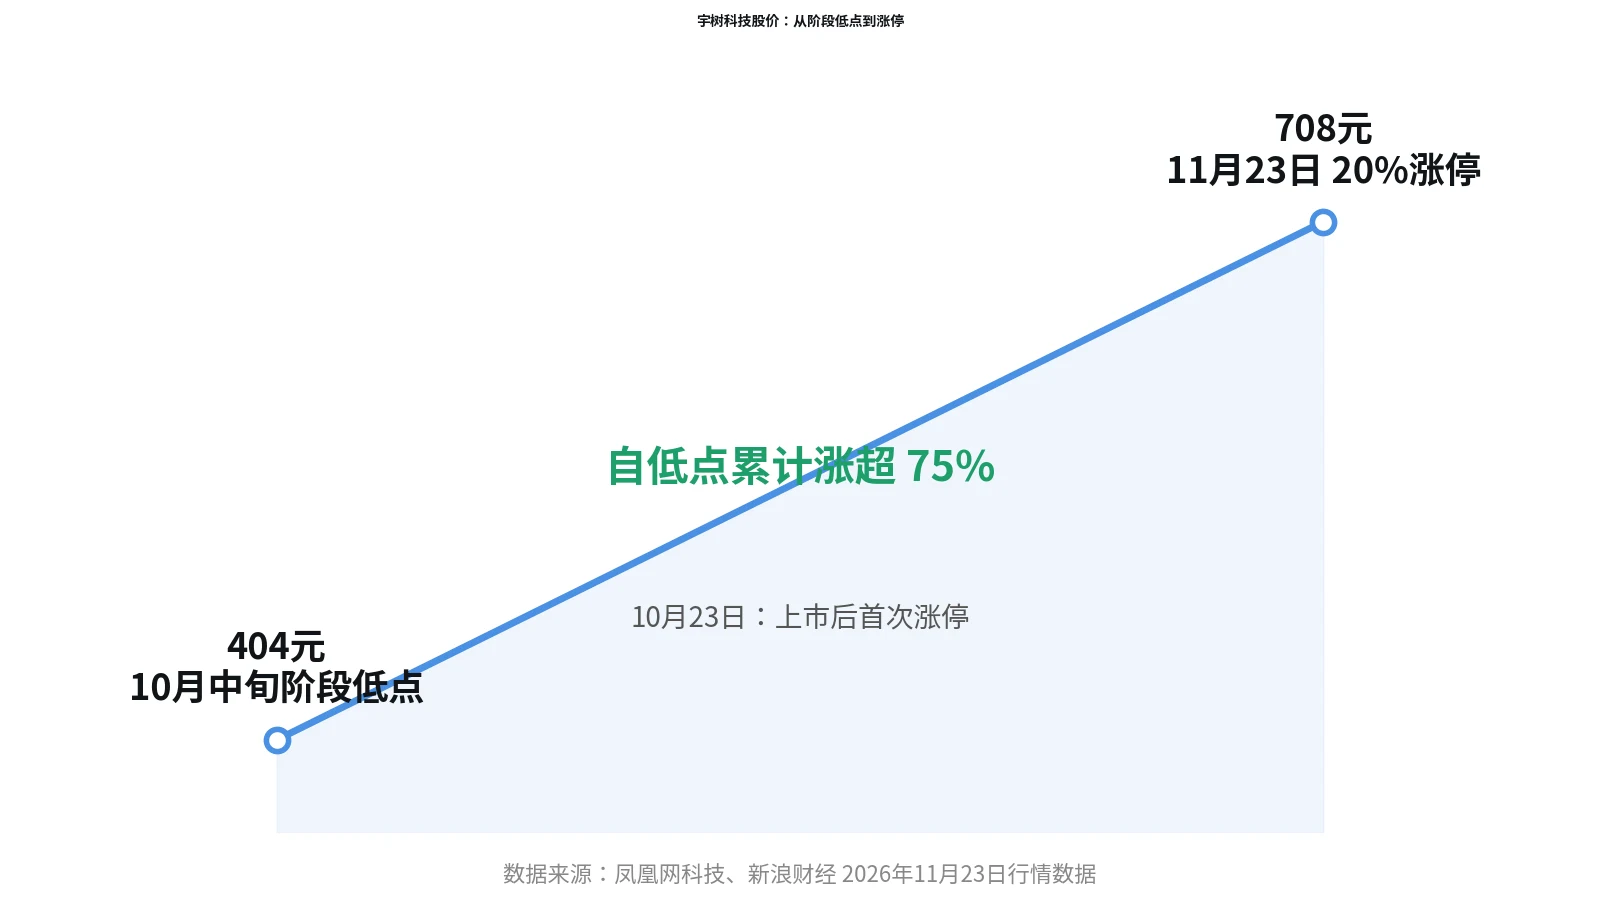 宇树科技股价：从阶段低点到涨停
708元
11月23日 20%涨停
自低点累计涨超 75%
10月23日：上市后首次涨停
404元
10月中旬阶段低点
数据来源：凤凰网科技、新浪财经 2026年11月23日行情数据